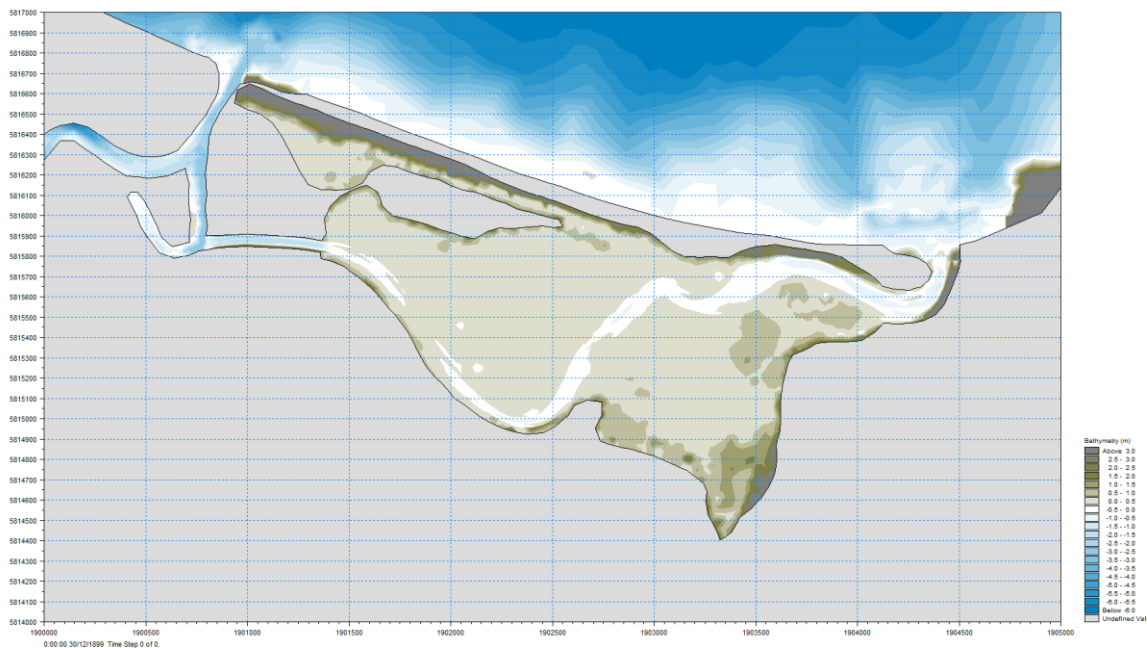 5817000
5816900
5816800
5816700
5816600
5816500
5816400
5816300
5816200
5816100
5816000
5815900
5815800
5815700
5815600
5815500
5815400
5815300
5815200
5815100
5815000
5814900
5814800
5814700
5814600
5814500
5814400
5814300
5814200
5814100
5814000
1900000 1900500 1901000 1901500 1902000 1902500 1903000 1903500 1904000 1904500 1905000
0:00:00 30/12/1899 Time Step 0 of 0.
Bathymetry (m)
Above 3.0
2.5 - 3.0
2.0 - 2.5
1.5 - 2.0
1.0 - 1.5
0.5 - 1.0
0.0 - 0.5
-0.5 - 0.0
-1.0 - -0.5
-1.5 - -1.0
-2.0 - -1.5
-2.5 - -2.0
-3.0 - -2.5
-3.5 - -3.0
-4.0 - -3.5
-4.5 - -4.0
-5.0 - -4.5
-5.5 - -5.0
-6.0 - -5.5
Below -6.0
Undefined Val